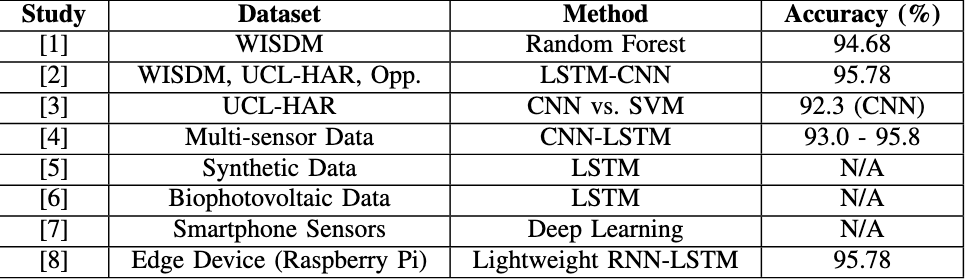 Study Dataset Method Accuracy (%)
[1] WISDM Random Forest 94.68
[2] WISDM, UCL-HAR, Opp. LSTM-CNN 95.78
[3] UCL-HAR CNN vs. SVM 92.3 (CNN)
[4] Multi-sensor Data CNN-LSTM 93.0 - 95.8
[5] Synthetic Data LSTM N/A
[6] Biophotovoltaic Data LSTM N/A
[7] Smartphone Sensors Deep Learning N/A
[8] Edge Device (Raspberry Pi) Lightweight RNN-LSTM 95.78